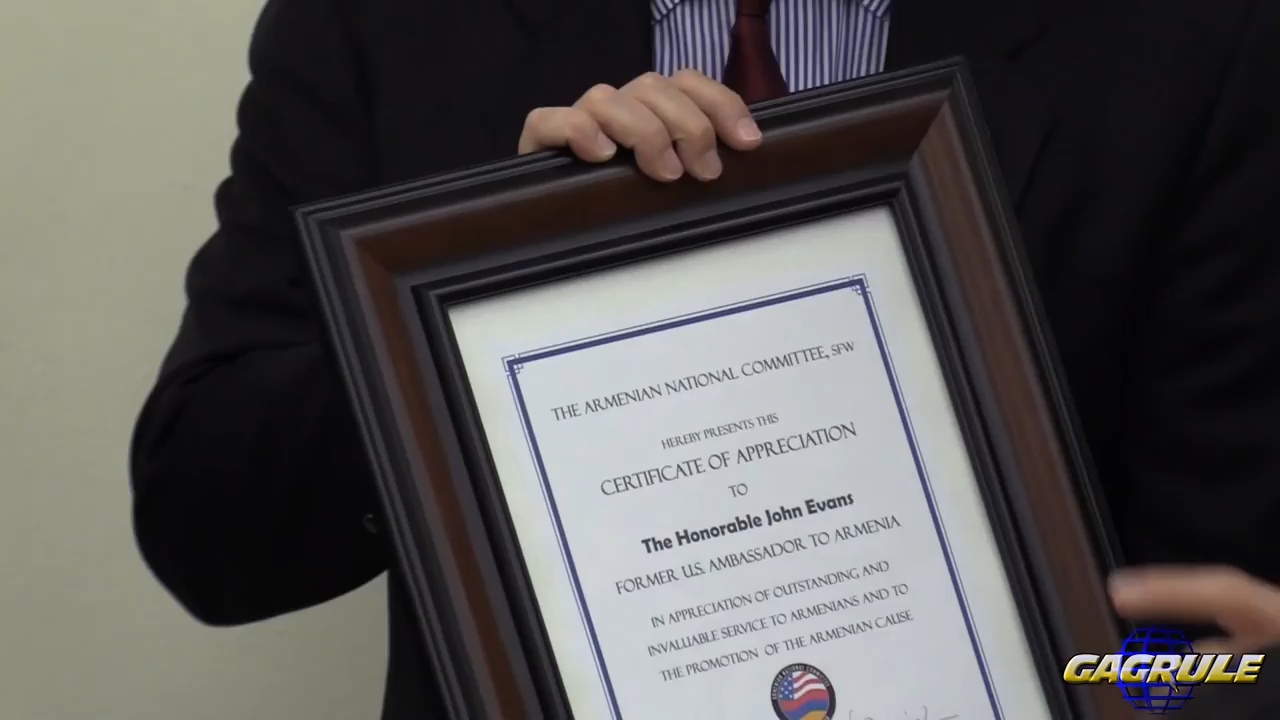 THE ARMENIAN NATIONAL COMMITTEE, SFW
HEREBY PRESENTS THIS
CERTIFICATE OF APPRECIATION
TO
The Honorable John Evans
FORMER U.S. AMBASSADOR TO ARMENIA
IN APPRECIATION OF OUTSTANDING AND
INVALUABLE SERVICE TO ARMENIANS AND TO
THE PROMOTION OF THE ARMENIAN CAUSE
GAGRULE